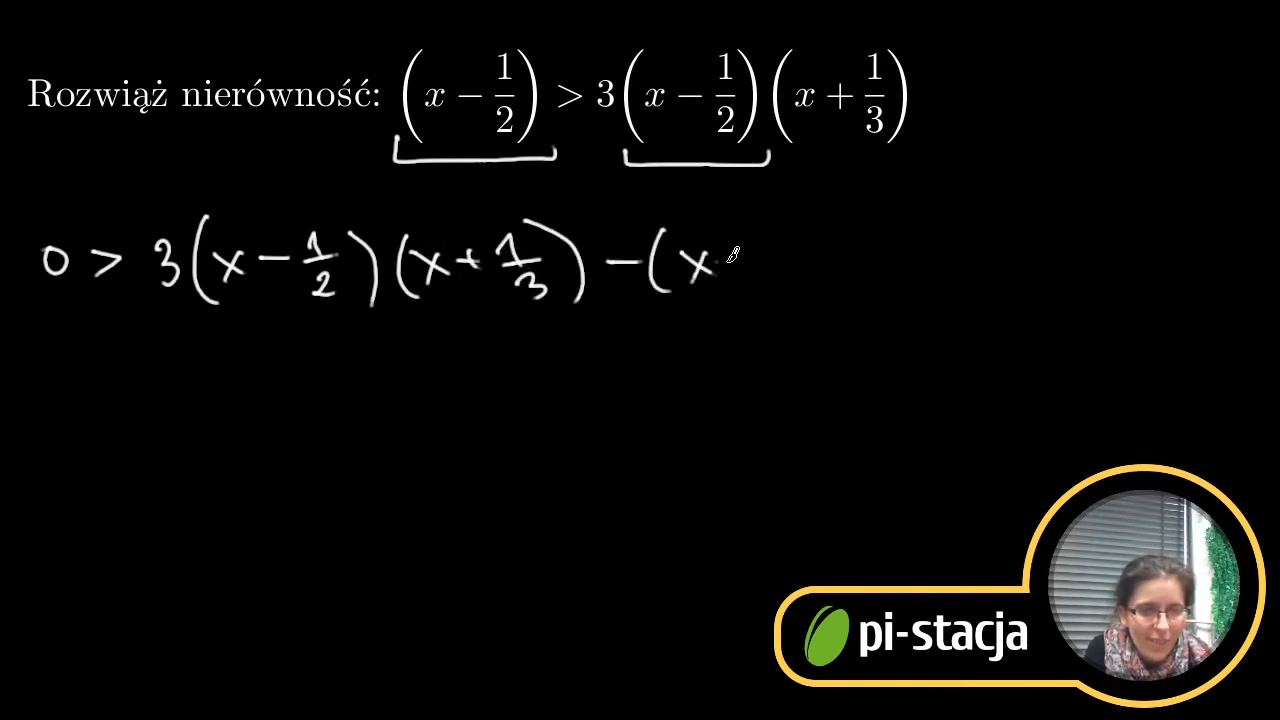 Rozwiąż nierówność: (x − 1/2) > 3(x − 1/2)(x + 1/3)
0 > 3(x − 1/2)(x + 1/3) − (x
pi-stacja